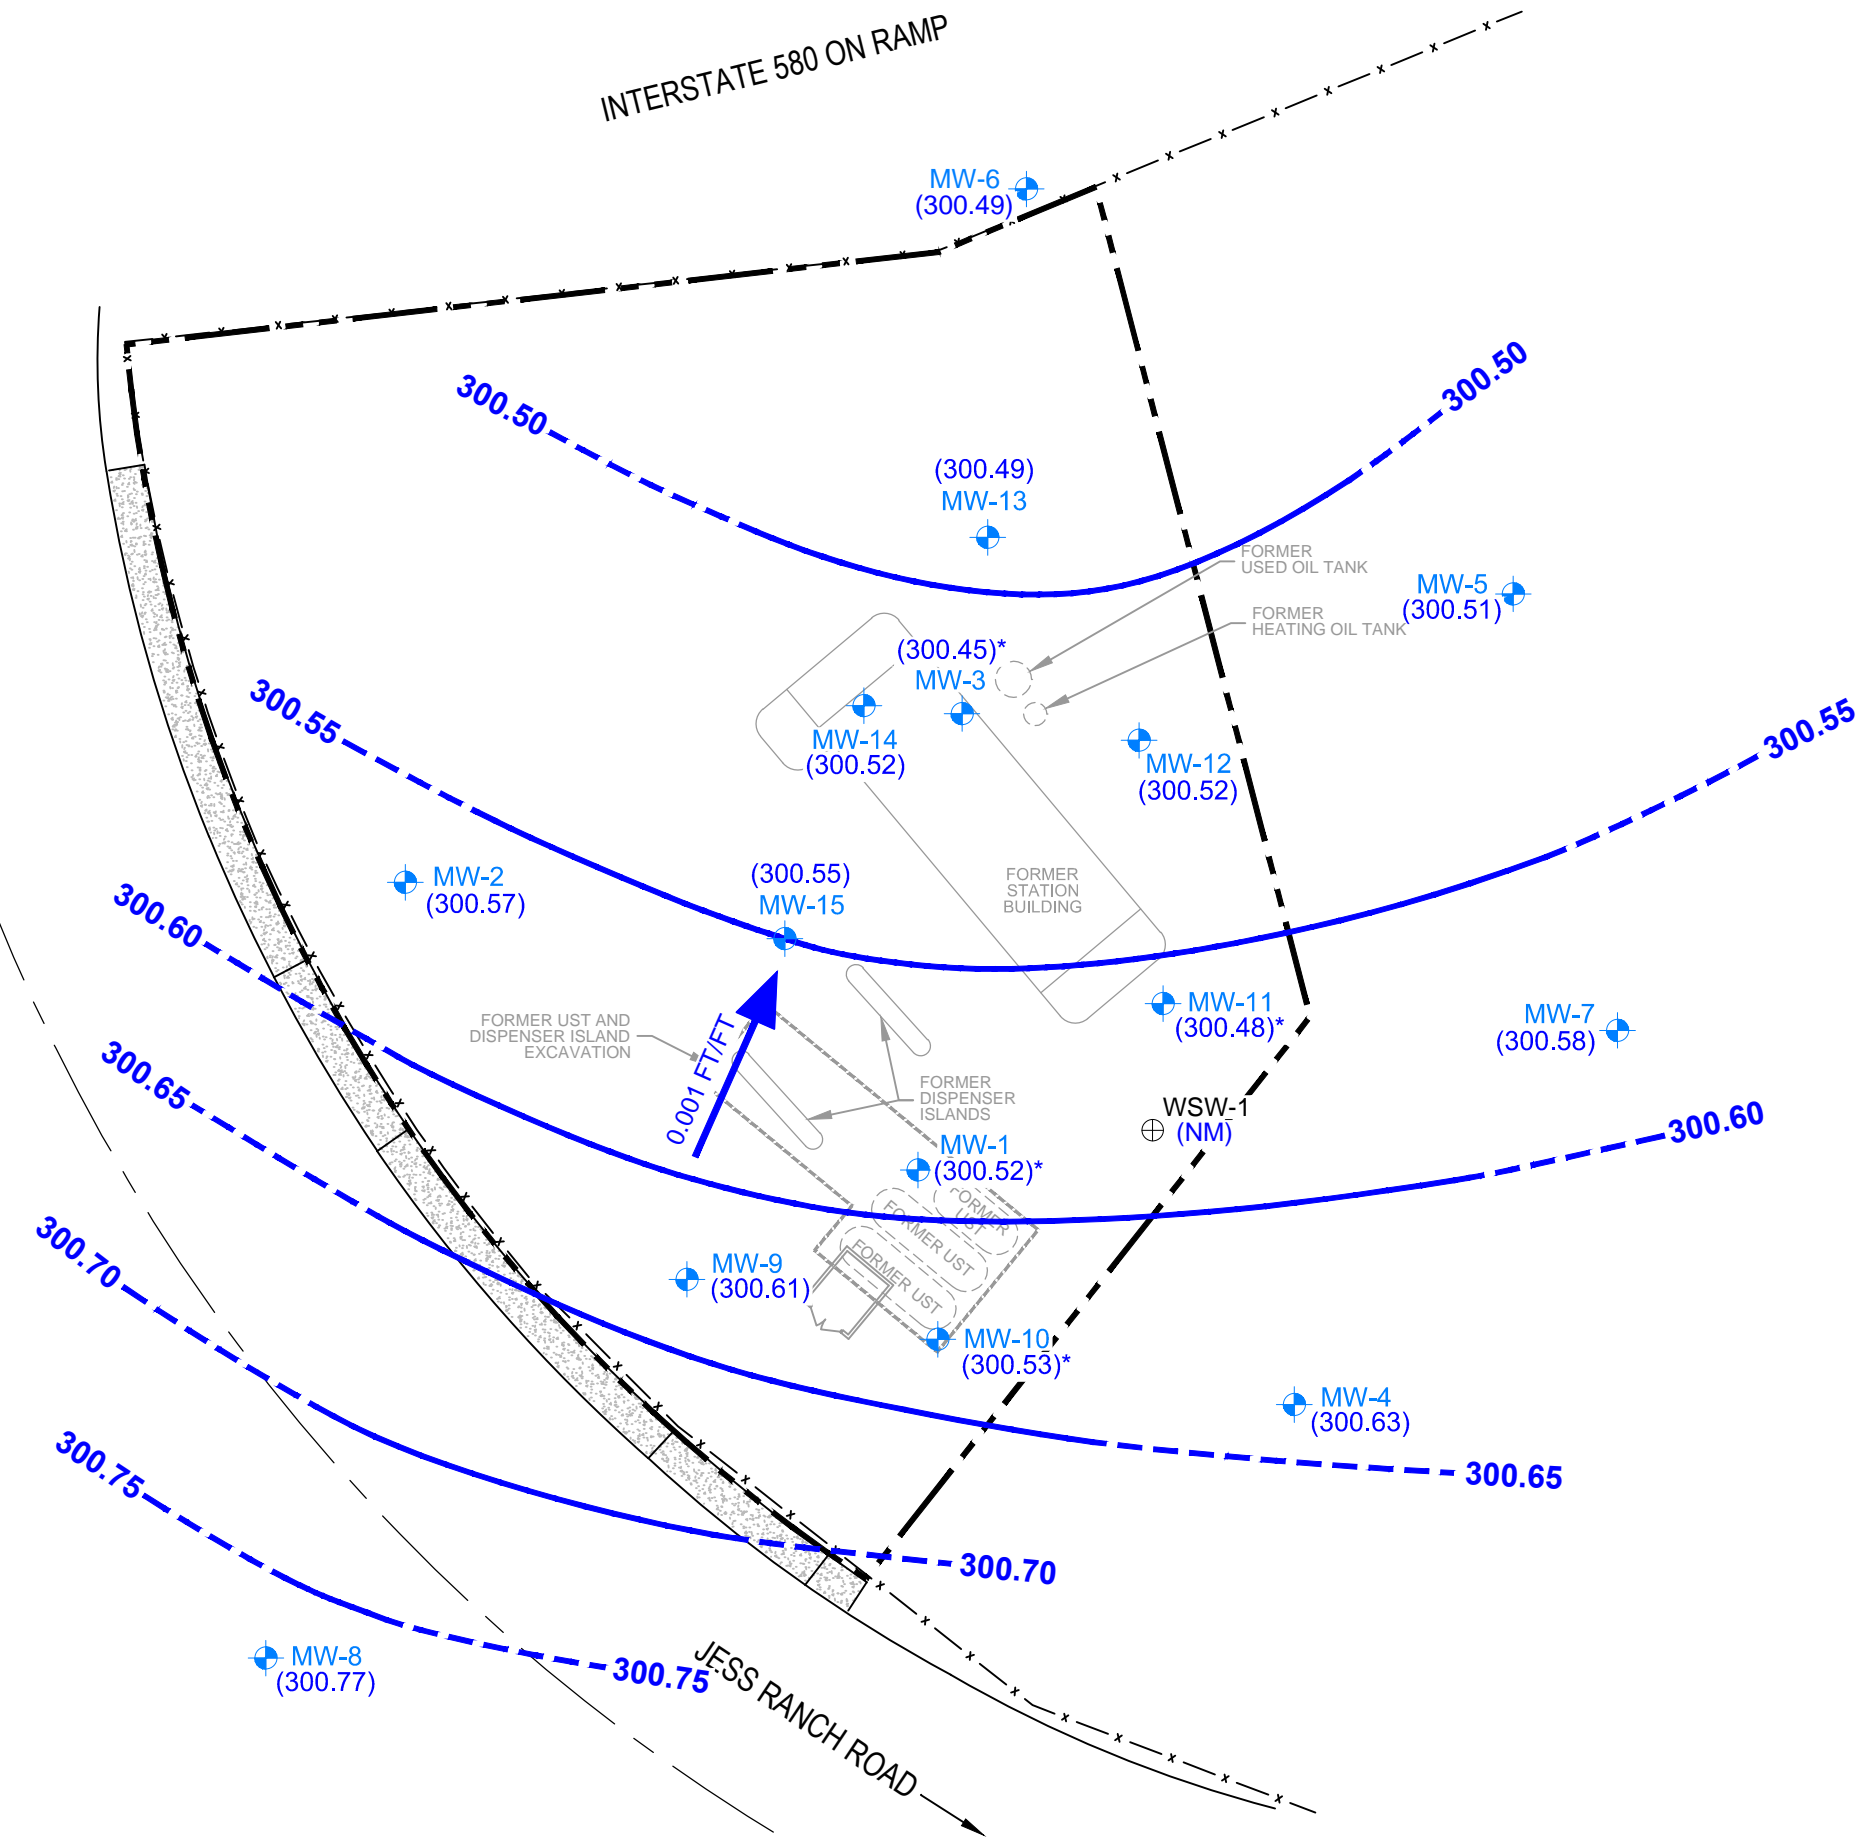 INTERSTATE 580 ON RAMP
MW-6
(300.49)
300.50
300.50
(300.49)
MW-13
FORMER
USED OIL TANK
MW-5
(300.51)
FORMER
HEATING OIL TANK
(300.45)*
MW-3
300.55
300.55
MW-14
(300.52)
MW-12
(300.52)
MW-2
(300.57)
(300.55)
MW-15
FORMER
STATION
BUILDING
300.60
MW-11
(300.48)*
MW-7
(300.58)
FORMER UST AND
DISPENSER ISLAND
EXCAVATION
0.001 FT/FT
300.65
FORMER
DISPENSER
ISLANDS
WSW-1
(NM)
300.60
MW-1
(300.52)*
FORMER
UST
FORMER UST
FORMER UST
300.70
MW-9
(300.61)
MW-10
(300.53)*
MW-4
(300.63)
300.75
300.65
300.70
MW-8
(300.77)
300.75
JESS RANCH ROAD